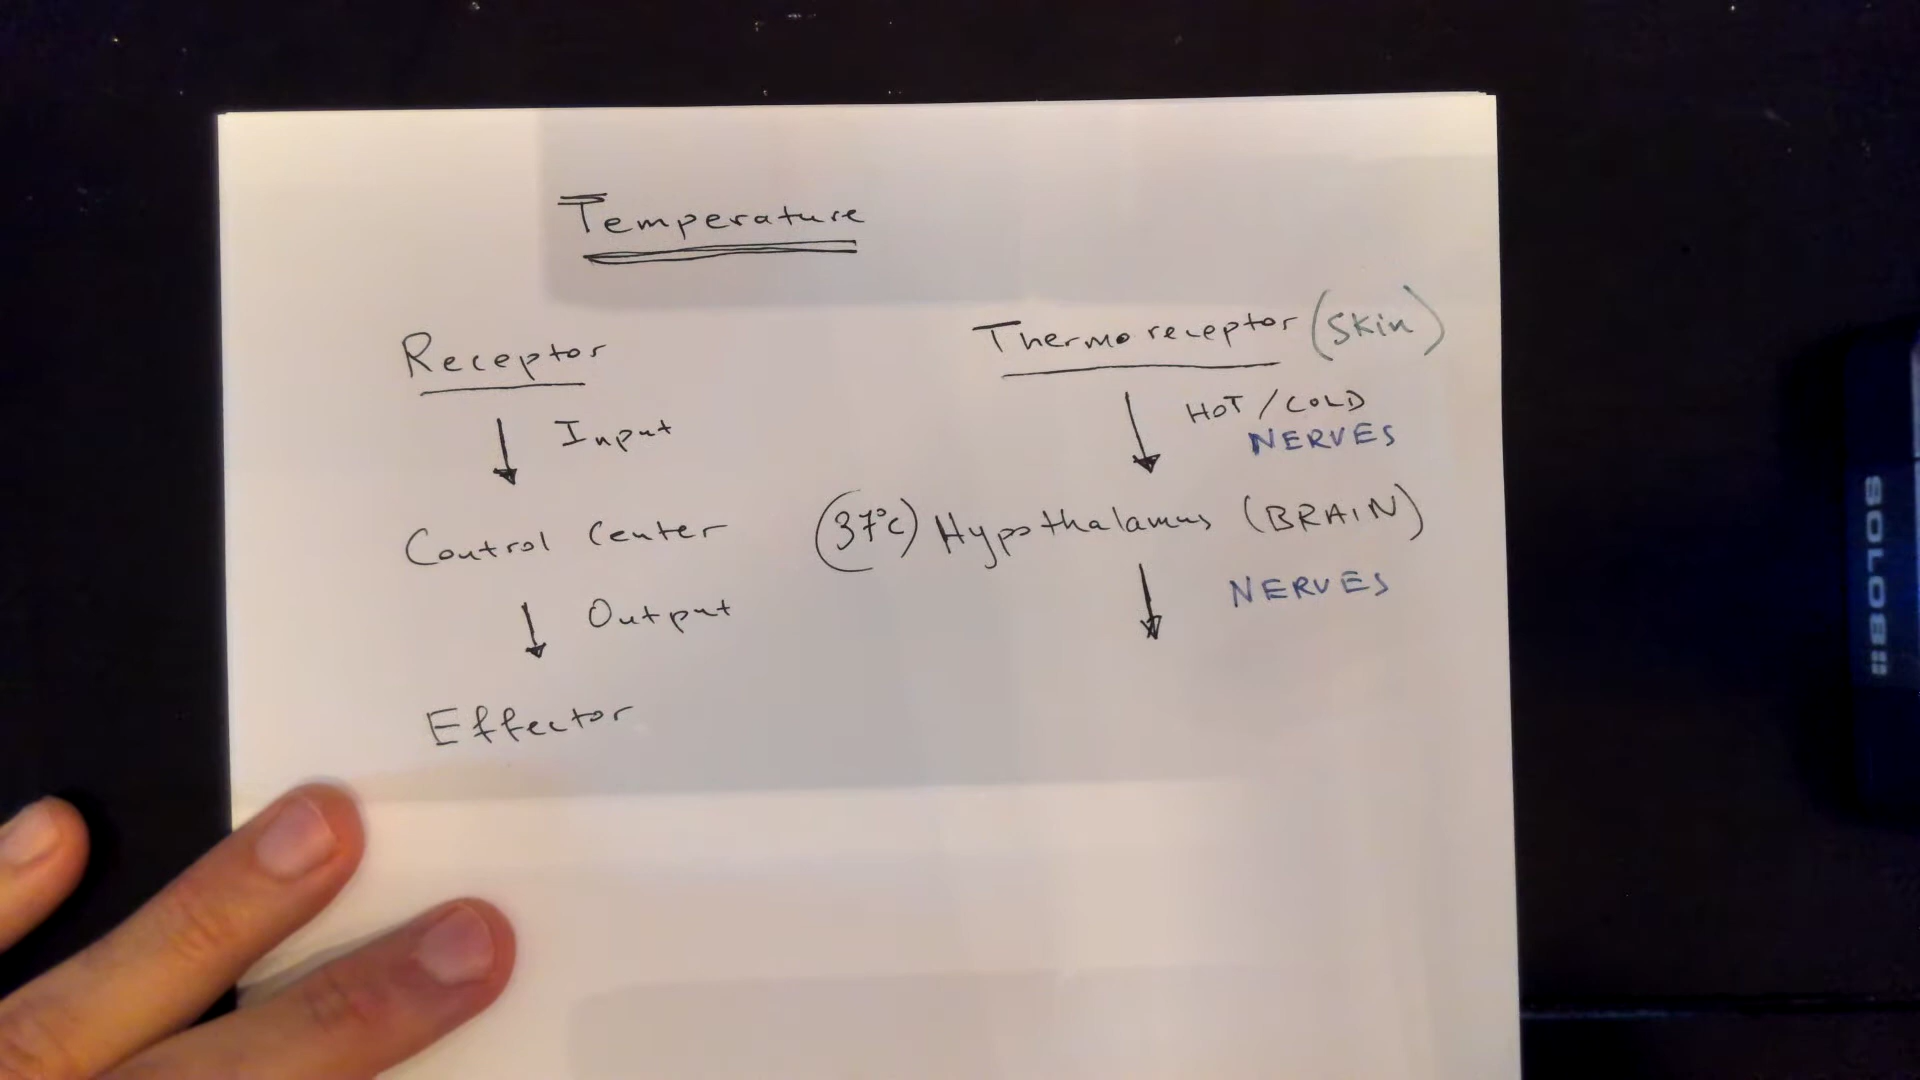 Temperature
Receptor
Input
Control Center
Output
Effector
Thermoreceptor (Skin)
HOT / COLD
NERVES
(37°C) Hypothalamus (BRAIN)
NERVES